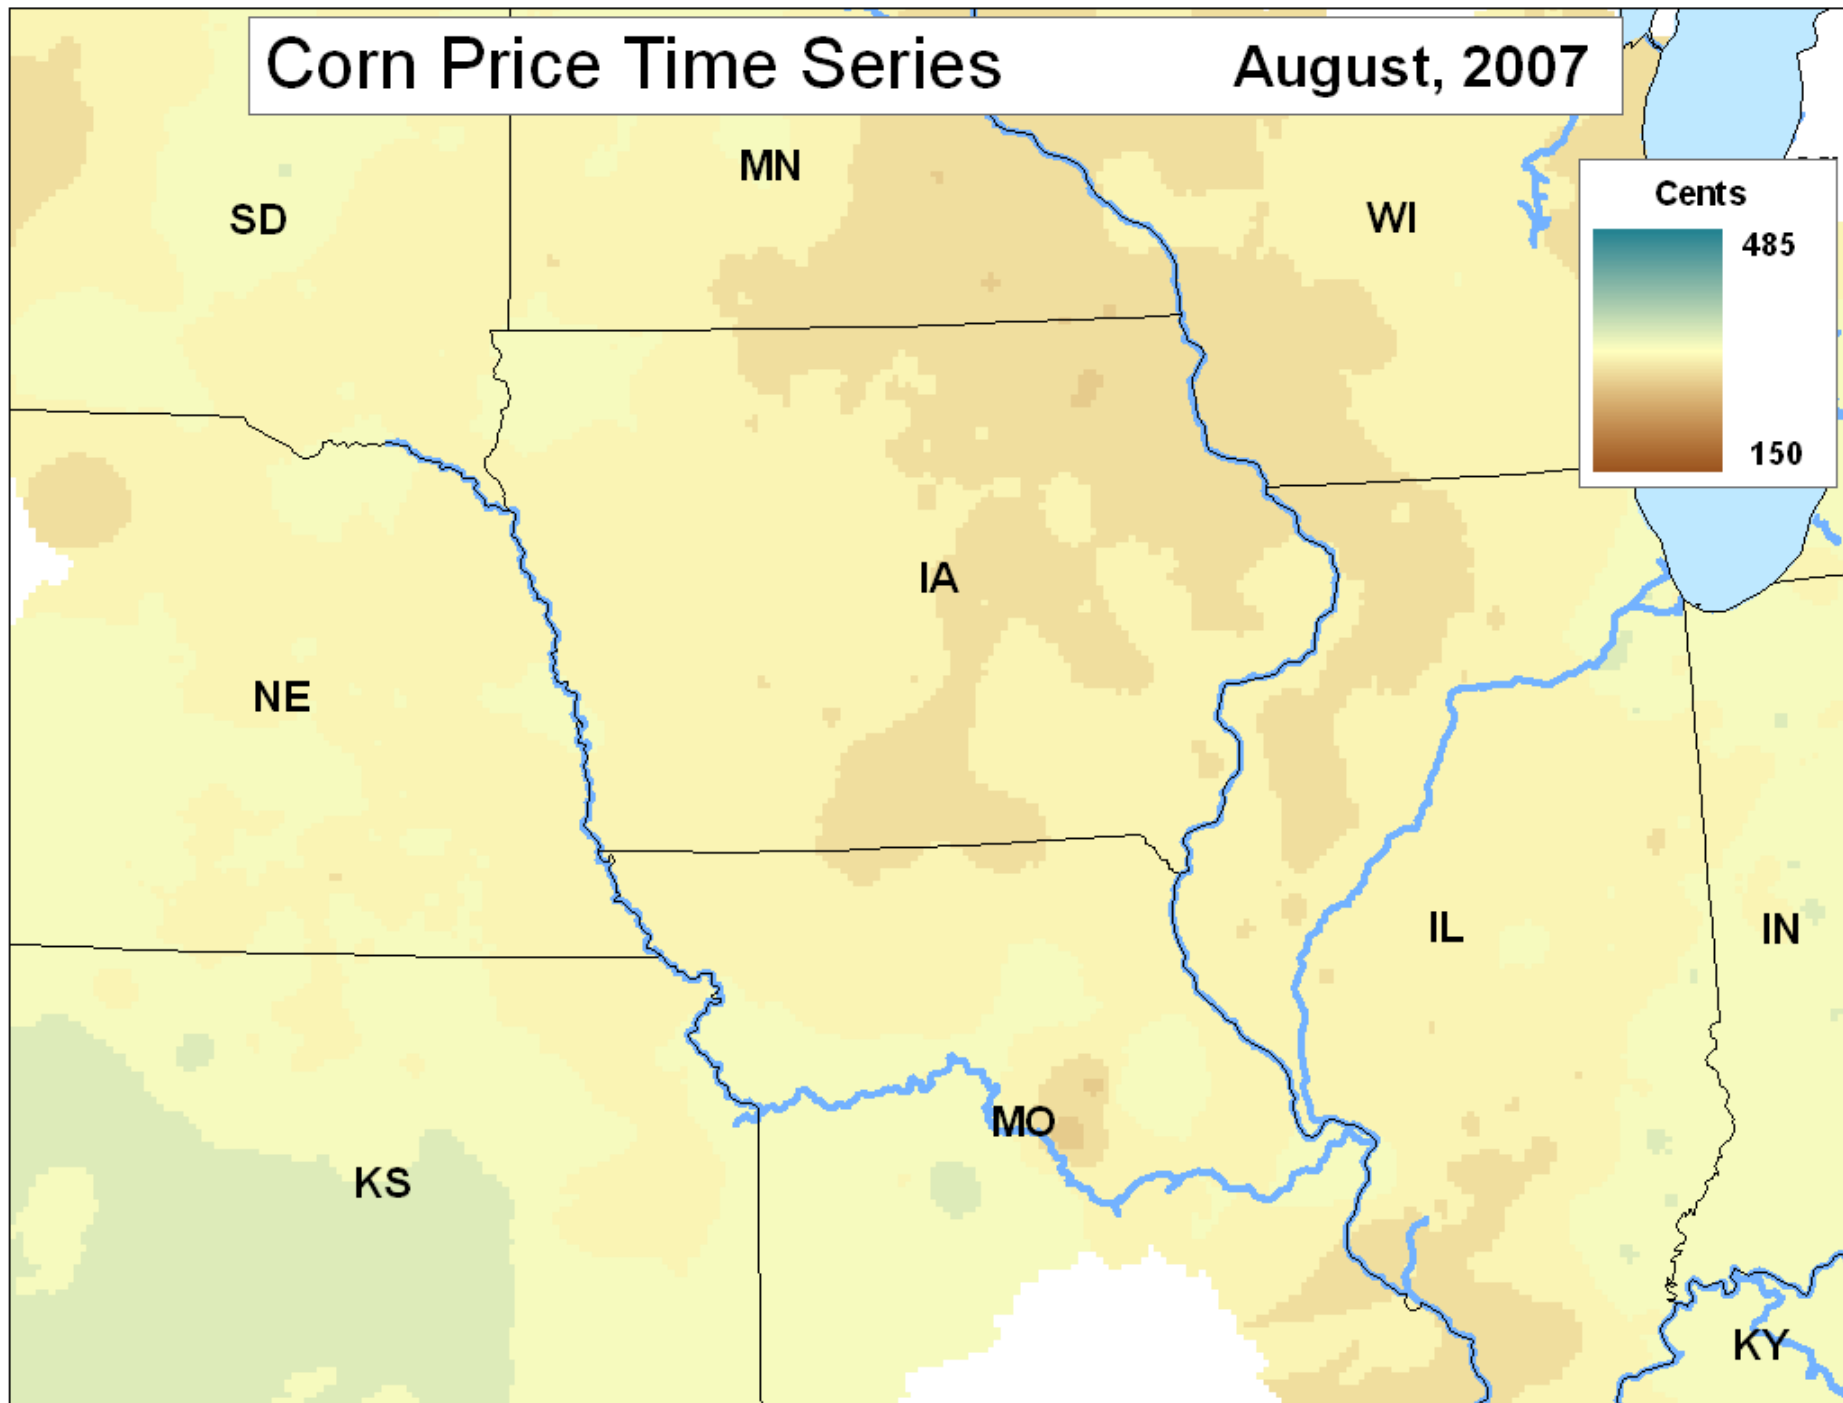 Corn Price Time Series August, 2007
MN
SD
WI
Cents
485
150
IA
NE
IL
IN
MO
KS
KY